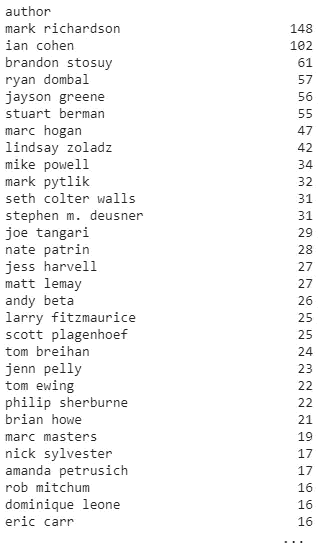 author
mark richardson 148
ian cohen 102
brandon stosuy 61
ryan dombal 57
jayson greene 56
stuart berman 55
marc hogan 47
lindsay zoladz 42
mike powell 34
mark pytlik 32
seth colter walls 31
stephen m. deusner 31
joe tangari 29
nate patrin 28
jess harvell 27
matt lemay 27
andy beta 26
larry fitzmaurice 25
scott plagenhoef 25
tom breihan 24
jenn pelly 23
tom ewing 22
philip sherburne 22
brian howe 21
marc masters 19
nick sylvester 17
amanda petrusich 17
rob mitchum 16
dominique leone 16
eric carr 16
...